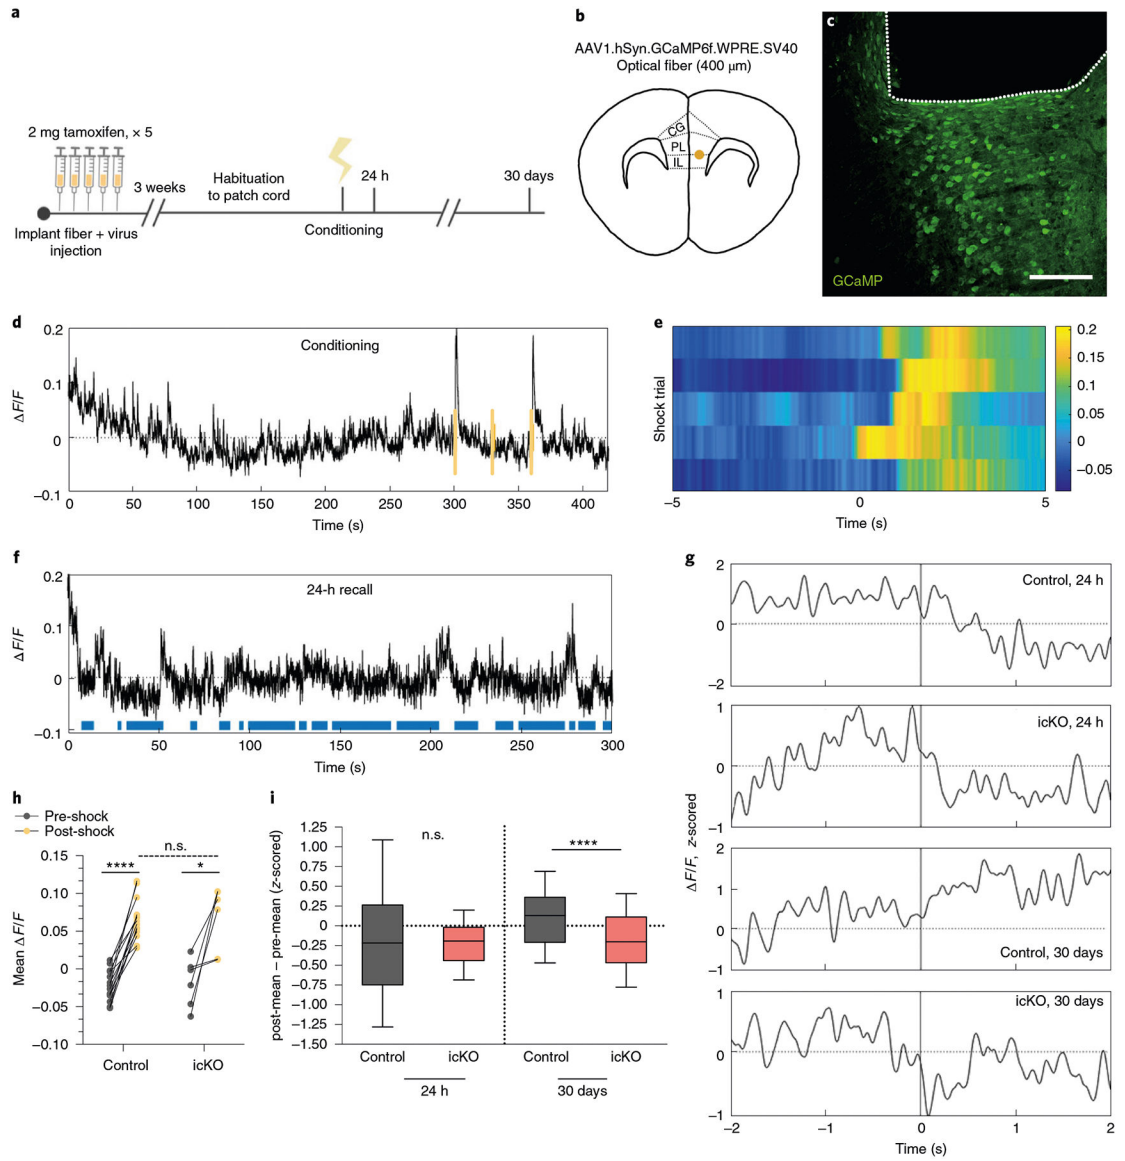 a
2 mg tamoxifen, × 5
3 weeks
Habituation
to patch cord
24 h
30 days
Implant fiber + virus
injection
Conditioning
b
AAV1.hSyn.GCaMP6f.WPRE.SV40
Optical fiber (400 μm)
CG
PL
IL
c
GCaMP
d
Conditioning
ΔF/F
0.2
0.1
0
−0.1
0
50
100
150
200
250
300
350
400
Time (s)
e
Shock trial
−5
0
5
Time (s)
0.2
0.15
0.1
0.05
0
−0.05
f
24-h recall
ΔF/F
0.2
0.1
0
−0.1
0
50
100
150
200
250
300
Time (s)
g
Control, 24 h
2
0
−2
icKO, 24 h
1
0
−1
ΔF/F, z-scored
Control, 30 days
2
1
0
−1
icKO, 30 days
1
0
−1
−2
−1
0
1
2
Time (s)
h
Pre-shock
Post-shock
n.s.
****
*
Mean ΔF/F
0.15
0.10
0.05
0
−0.05
−0.10
Control
icKO
i
n.s.
****
post-mean − pre-mean (z-scored)
1.25
1.00
0.75
0.50
0.25
0
−0.25
−0.50
−0.75
−1.00
−1.25
−1.50
Control
icKO
Control
icKO
24 h
30 days